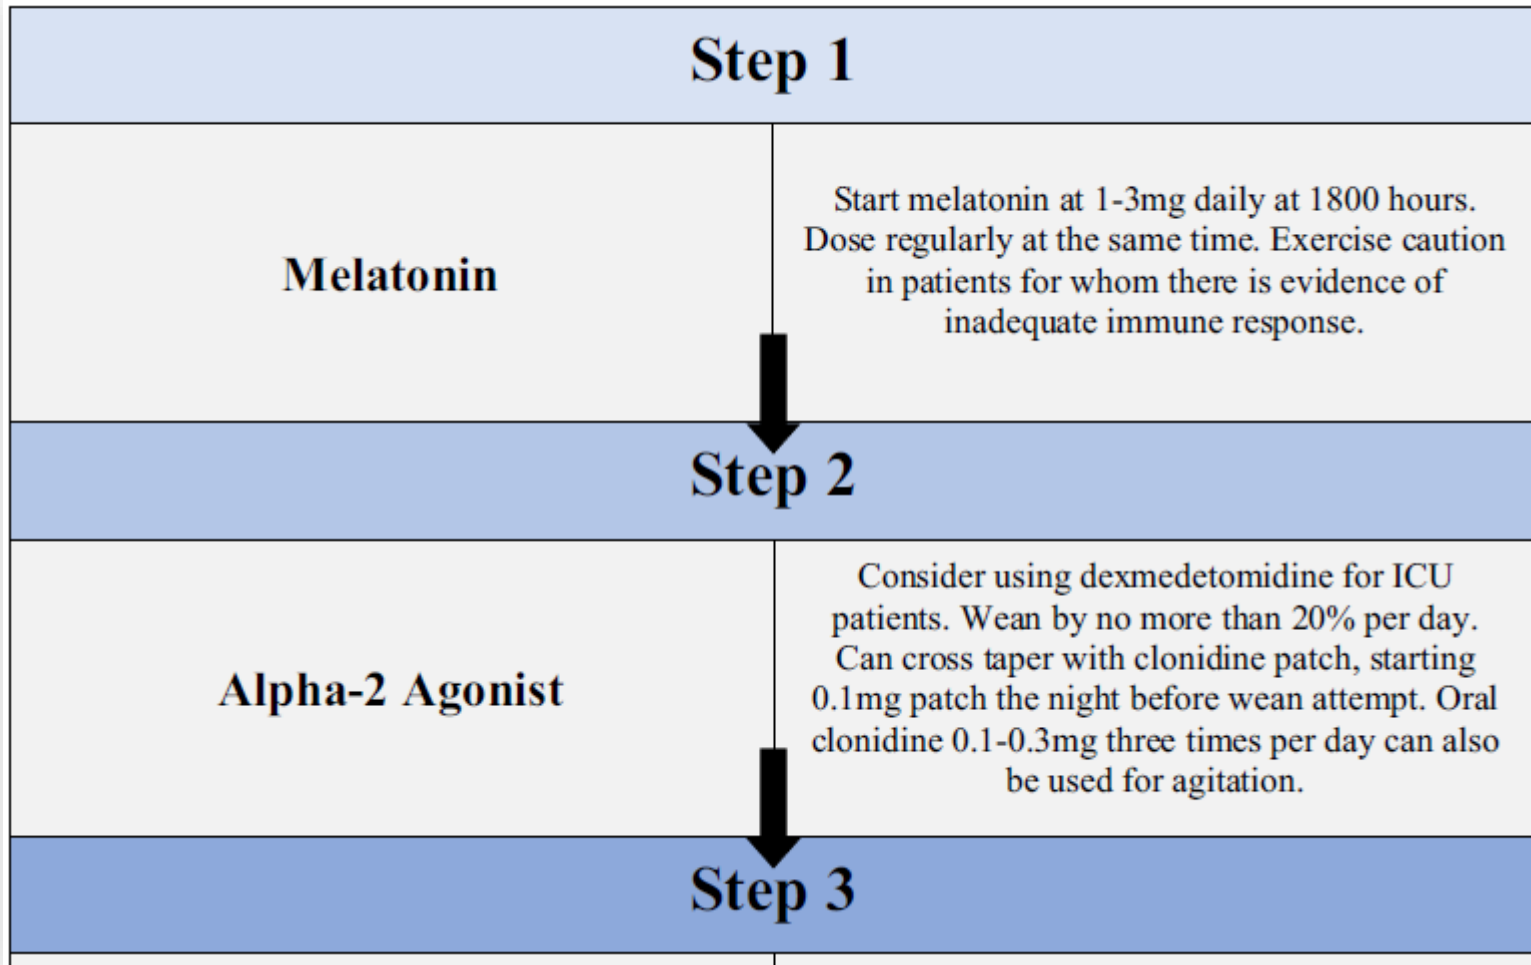 Step 1
Melatonin
Start melatonin at 1-3mg daily at 1800 hours.
Dose regularly at the same time. Exercise caution
in patients for whom there is evidence of
inadequate immune response.
Step 2
Alpha-2 Agonist
Consider using dexmedetomidine for ICU
patients. Wean by no more than 20% per day.
Can cross taper with clonidine patch, starting
0.1mg patch the night before wean attempt. Oral
clonidine 0.1-0.3mg three times per day can also
be used for agitation.
Step 3